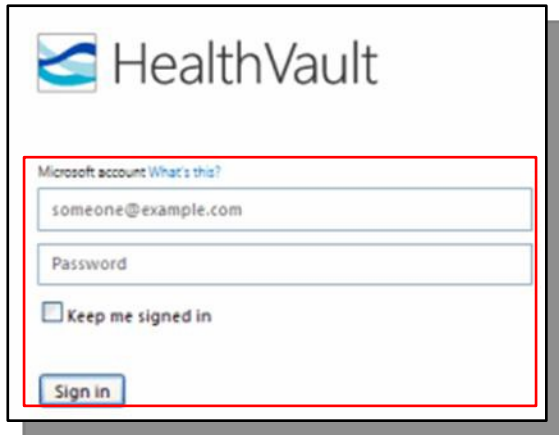 HealthVault
Microsoft account What's this?
someone@example.com
Password
Keep me signed in
Sign in